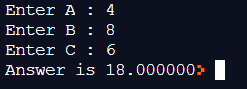 Enter A : 4
Enter B : 8
Enter C : 6
Answer is 18.000000>